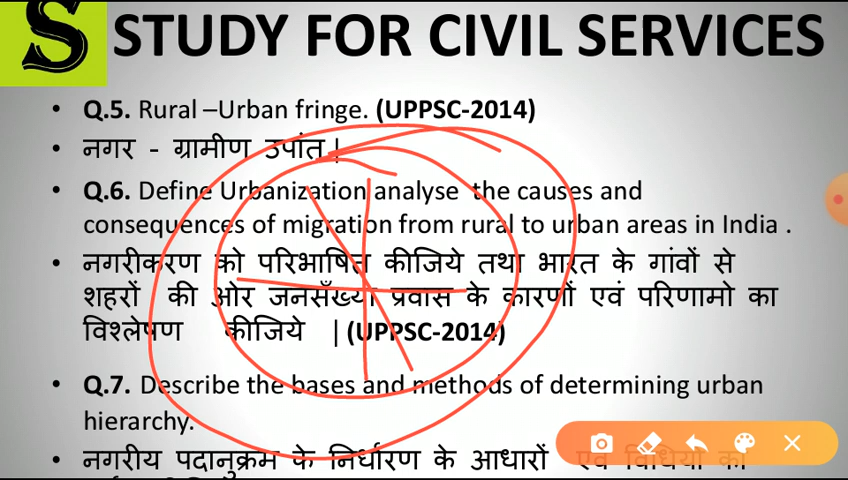 S STUDY FOR CIVIL SERVICES
• Q.5. Rural –Urban fringe. (UPPSC-2014)
• नगर - ग्रामीण उपांत |
• Q.6. Define Urbanization analyse the causes and
consequences of migration from rural to urban areas in India .
• नगरीकरण को परिभाषित कीजिये तथा भारत के गांवों से
शहरों की ओर जनसँख्या प्रवास के कारणों एवं परिणामो का
विश्लेषण कीजिये | (UPPSC-2014)
• Q.7. Describe the bases and methods of determining urban
hierarchy.
• नगरीय पदानुक्रम के निर्धारण के आधारों एवं विधियों का